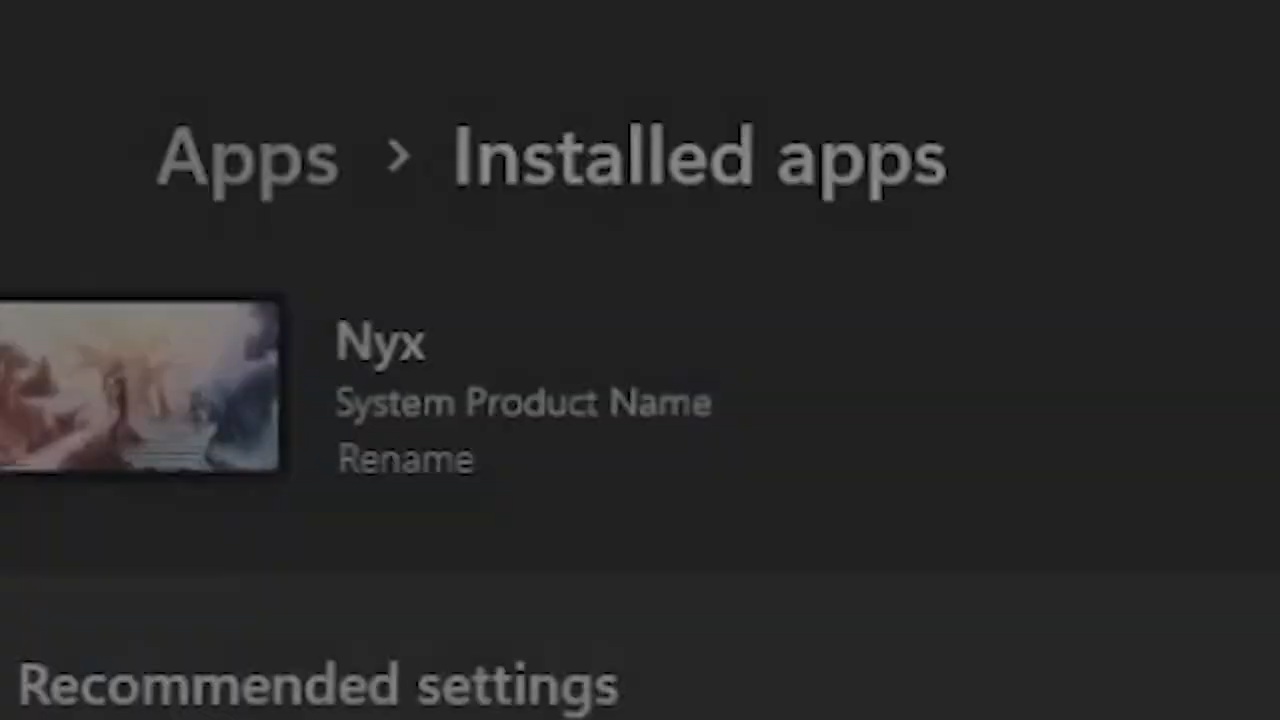 Apps > Installed apps
Nyx
System Product Name
Rename
Recommended settings